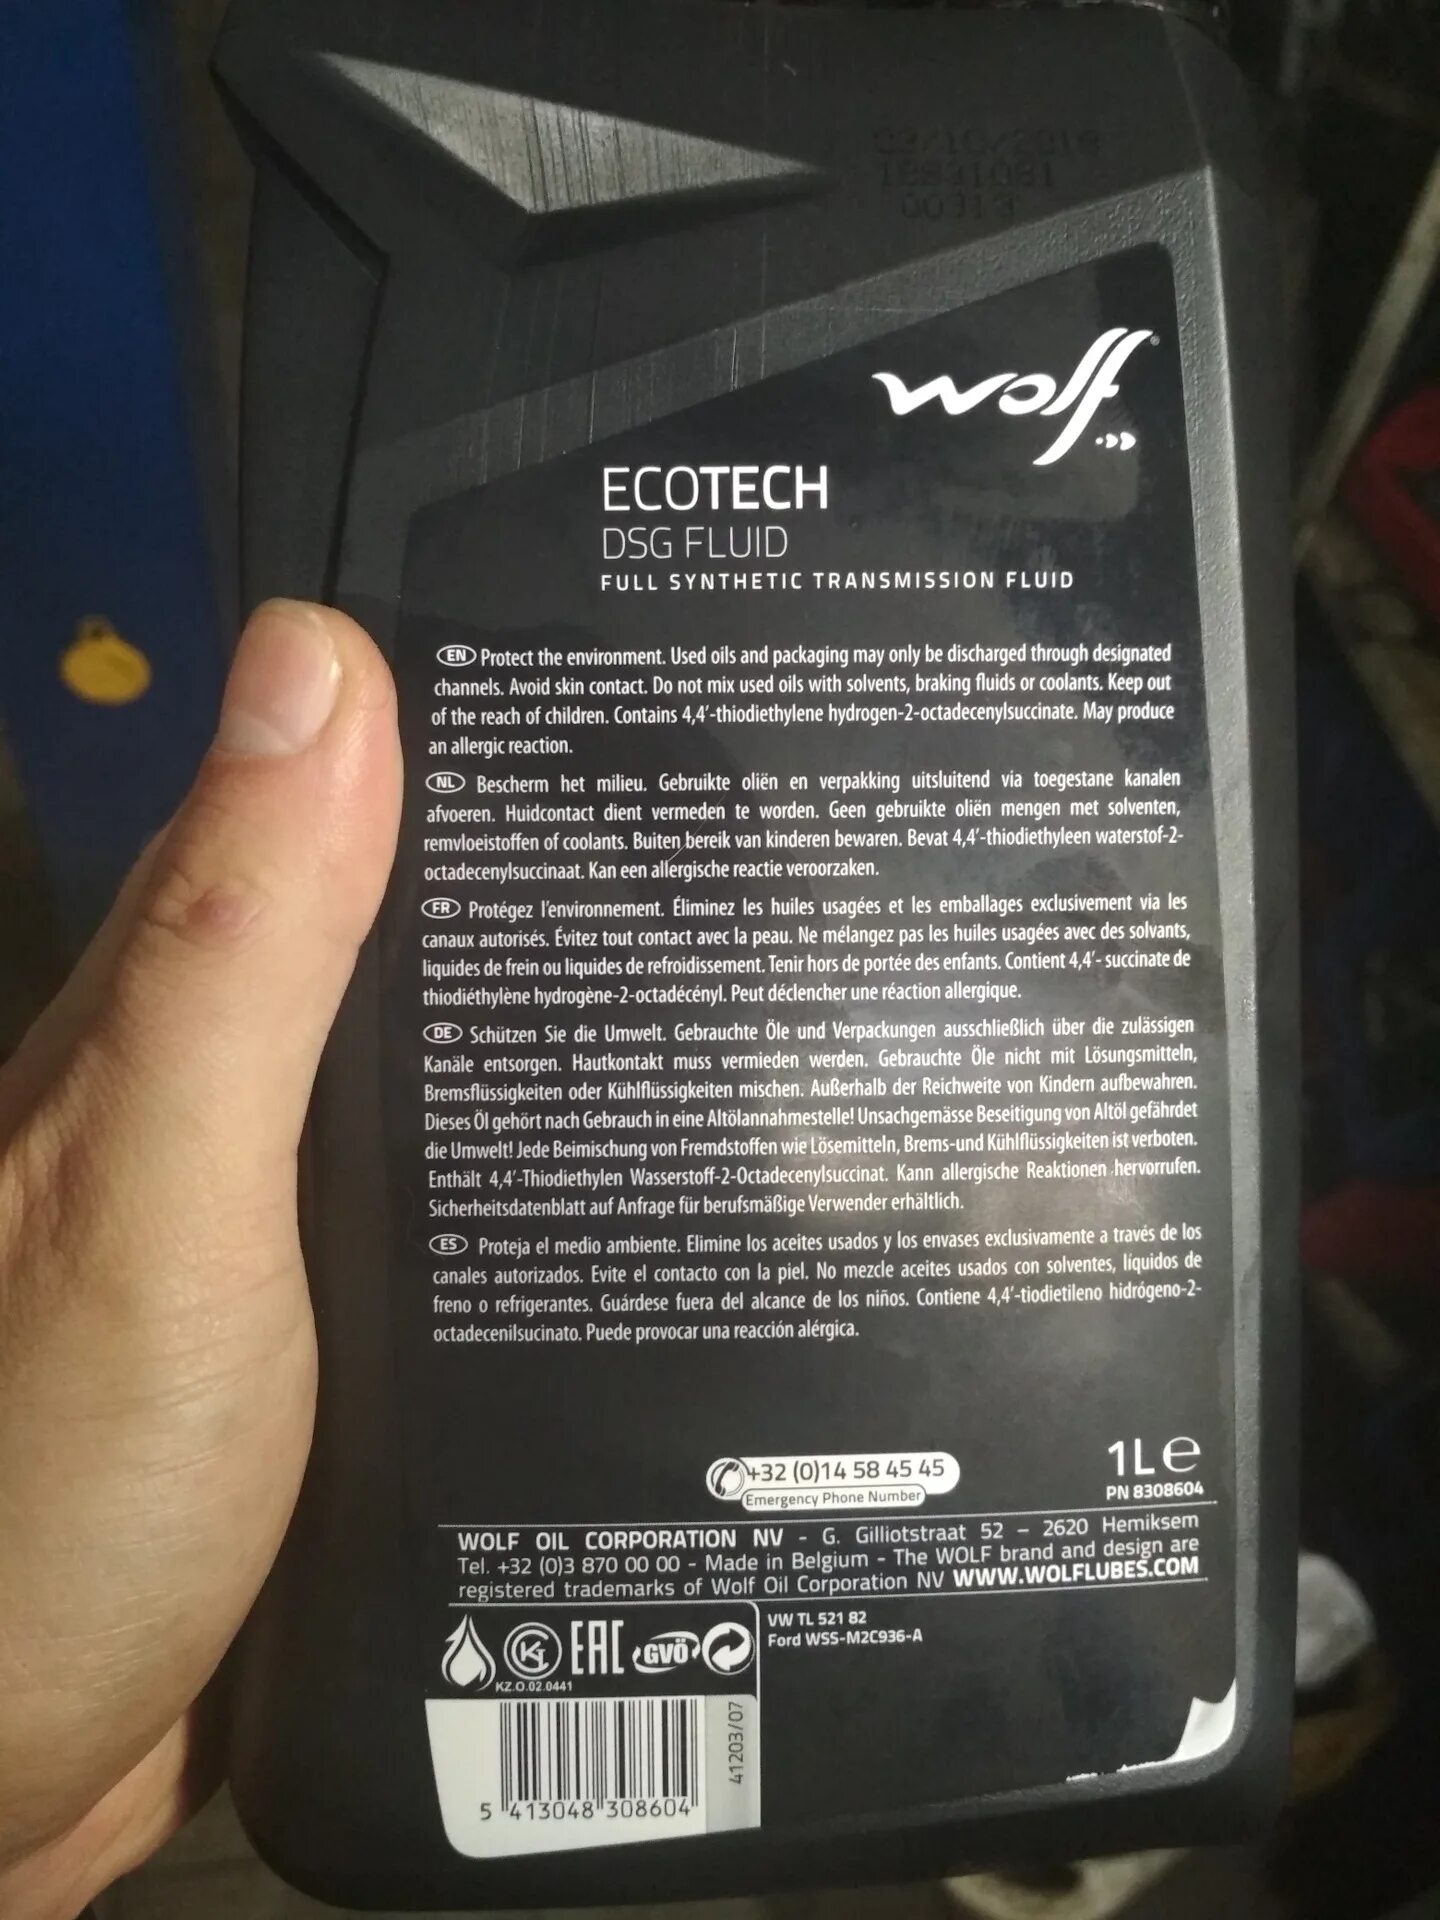 00313
wolf
ECOTECH
DSG FLUID
FULL SYNTHETIC TRANSMISSION FLUID
EN Protect the environment. Used oils and packaging may only be discharged through designated
channels. Avoid skin contact. Do not mix used oils with solvents, braking fluids or coolants. Keep out
of the reach of children. Contains 4,4'-thiodiethylene hydrogen-2-octadecenylsuccinate. May produce
an allergic reaction.
NL Bescherm het milieu. Gebruikte oliën en verpakking uitsluitend via toegestane kanalen
afvoeren. Huidcontact dient vermeden te worden. Geen gebruikte oliën mengen met solventen,
remvloeistoffen of coolants. Buiten bereik van kinderen bewaren. Bevat 4,4'-thiodiethyleen waterstof-2-
octadecenylsuccinaat. Kan een allergische reactie veroorzaken.
FR Protégez l'environnement. Éliminez les huiles usagées et les emballages exclusivement via les
canaux autorisés. Évitez tout contact avec la peau. Ne mélangez pas les huiles usagées avec des solvants,
liquides de frein ou liquides de refroidissement. Tenir hors de portée des enfants. Contient 4,4'- succinate de
thiodiéthylène hydrogène-2-octadécényl. Peut déclencher une réaction allergique.
DE Schützen Sie die Umwelt. Gebrauchte Öle und Verpackungen ausschließlich über die zulässigen
Kanäle entsorgen. Hautkontakt muss vermieden werden. Gebrauchte Öle nicht mit Lösungsmitteln,
Bremsflüssigkeiten oder Kühlflüssigkeiten mischen. Außerhalb der Reichweite von Kindern aufbewahren.
Dieses Öl gehört nach Gebrauch in eine Altölannahmestelle! Unsachgemässe Beseitigung von Altöl gefährdet
die Umwelt! Jede Beimischung von Fremdstoffen wie Lösemitteln, Brems-und Kühlflüssigkeiten ist verboten.
Enthält 4,4'-Thiodiethylen Wasserstoff-2-Octadecenylsuccinat. Kann allergische Reaktionen hervorrufen.
Sicherheitsdatenblatt auf Anfrage für berufsmäßige Verwender erhältlich.
ES Proteja el medio ambiente. Elimine los aceites usados y los envases exclusivamente a través de los
canales autorizados. Evite el contacto con la piel. No mezcle aceites usados con solventes, líquidos de
freno o refrigerantes. Guárdese fuera del alcance de los niños. Contiene 4,4'-tiodietileno hidrógeno-2-
octadecenilsucinato. Puede provocar una reacción alérgica.
+32 (0)14 58 45 45
Emergency Phone Number
1L e
PN 8308604
WOLF OIL CORPORATION NV - G. Gilliotstraat 52 – 2620 Hemiksem
Tel. +32 (0)3 870 00 00 - Made in Belgium - The WOLF brand and design are
registered trademarks of Wolf Oil Corporation NV WWW.WOLFLUBES.COM
EAC GVÖ
KZ.O.02.0441
VW TL 521 82
Ford WSS-M2C936-A
41203/07
5 413048 308604